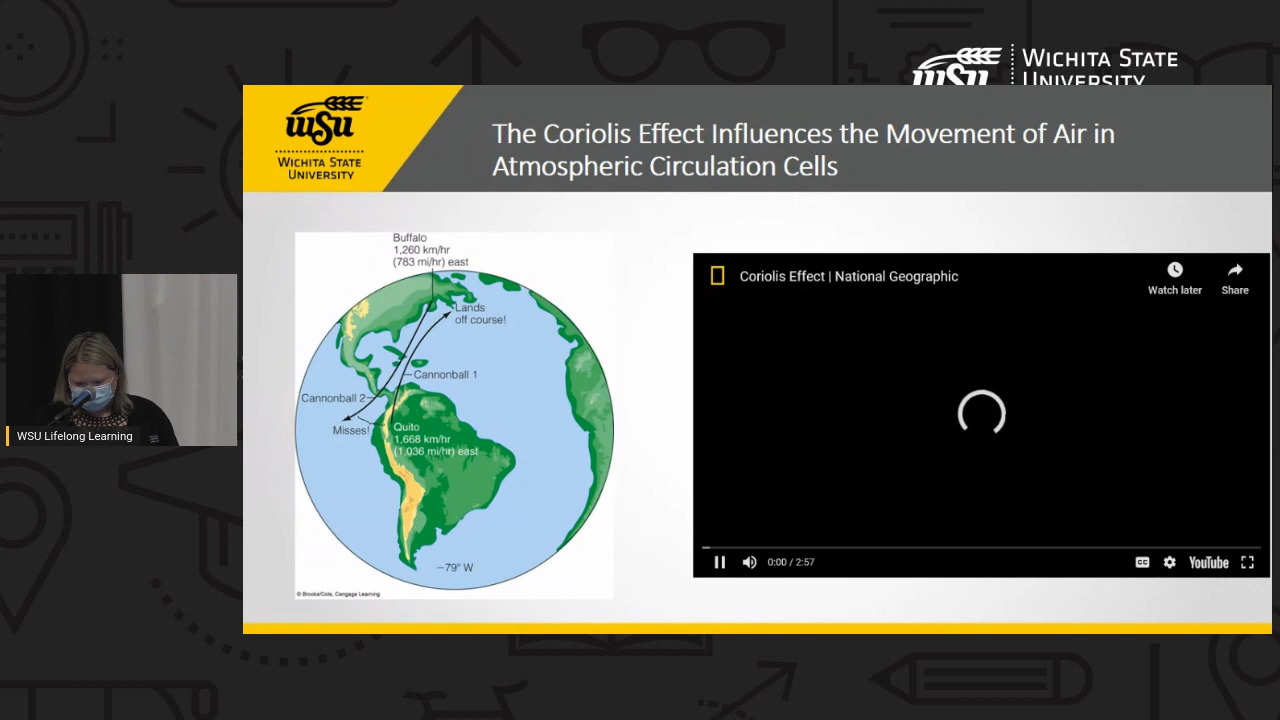 WSU
WICHITA STATE
UNIVERSITY
WSU
WICHITA STATE
UNIVERSITY
The Coriolis Effect Influences the Movement of Air in
Atmospheric Circulation Cells
Buffalo
1,260 km/hr
(783 mi/hr) east
Lands
off course!
Cannonball 1
Cannonball 2
Misses!
Quito
1,668 km/hr
(1,036 mi/hr) east
–79° W
© Brooks/Cole, Cengage Learning
Coriolis Effect | National Geographic
Watch later
Share
0:00 / 2:57
CC
YouTube
WSU Lifelong Learning